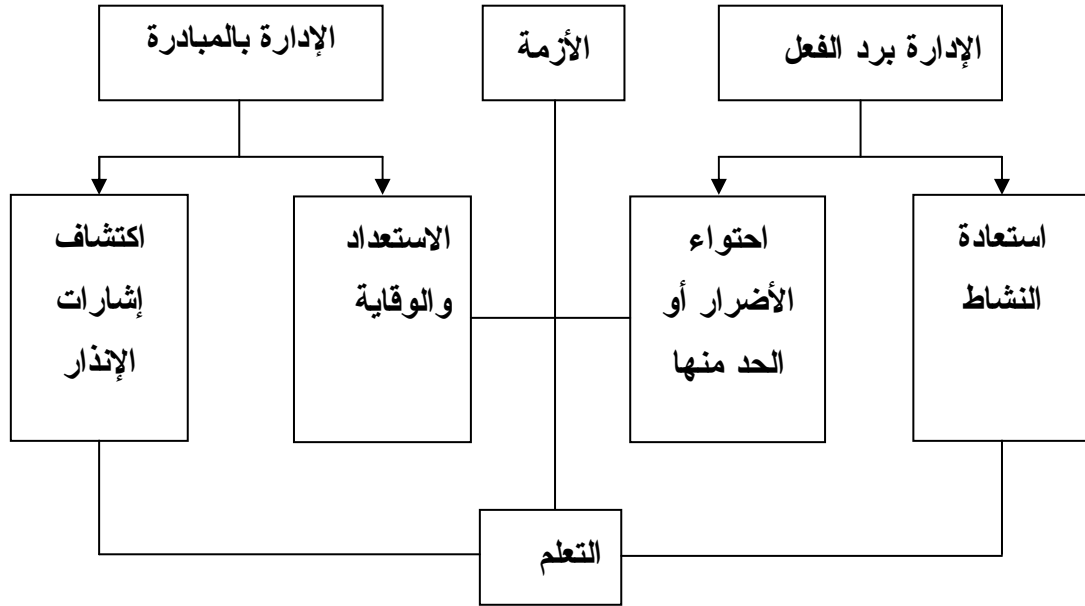 الإدارة برد الفعل
الأزمة
الإدارة بالمبادرة
استعادة
النشاط
احتواء
الأضرار أو
الحد منها
الاستعداد
والوقاية
اكتشاف
إشارات
الإنذار
التعلم